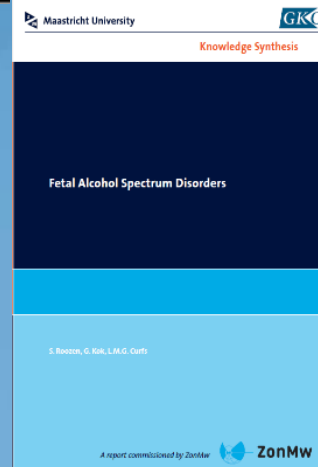 Maastricht University
GKC
Knowledge Synthesis
Fetal Alcohol Spectrum Disorders
S. Roozen, G. Kok, L.M.G. Curfs
A report commissioned by ZonMw
ZonMw